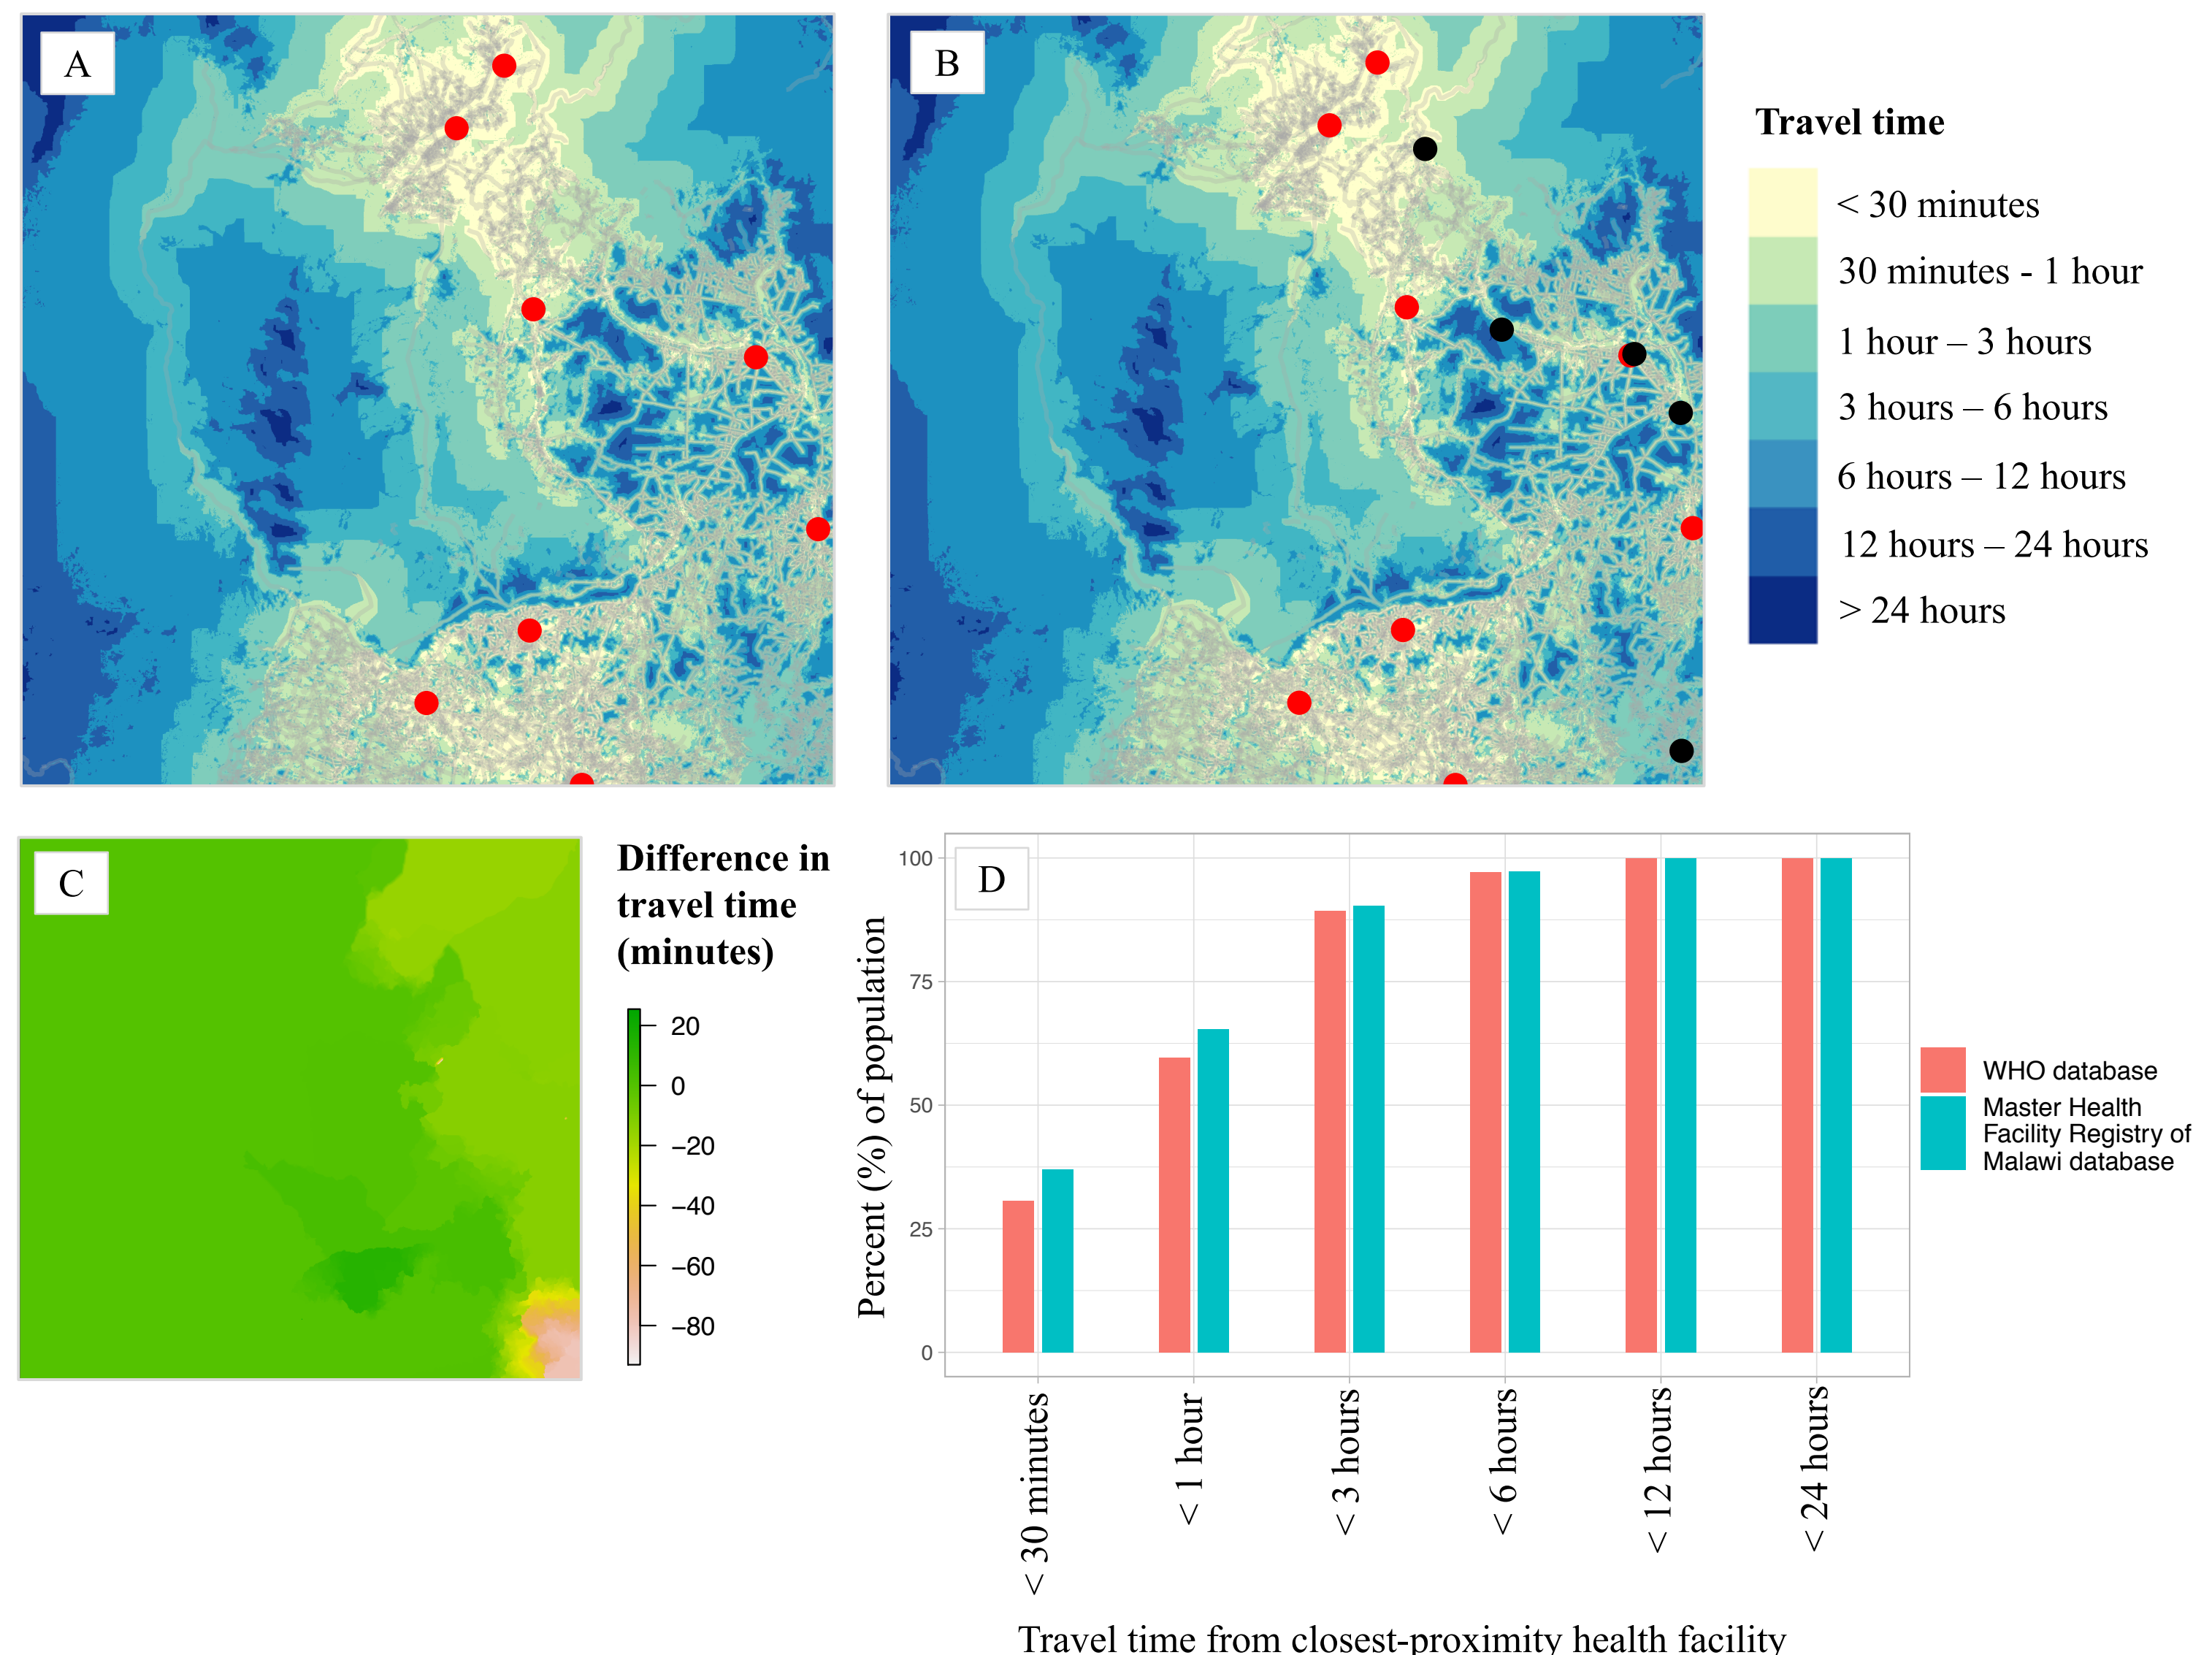 A
B
Travel time
< 30 minutes
30 minutes - 1 hour
1 hour – 3 hours
3 hours – 6 hours
6 hours – 12 hours
12 hours – 24 hours
> 24 hours
C
Difference in
travel time
(minutes)
20
0
−20
−40
−60
−80
D
Percent (%) of population
100
75
50
25
0
< 30 minutes
< 1 hour
< 3 hours
< 6 hours
< 12 hours
< 24 hours
Travel time from closest-proximity health facility
WHO database
Master Health
Facility Registry of
Malawi database